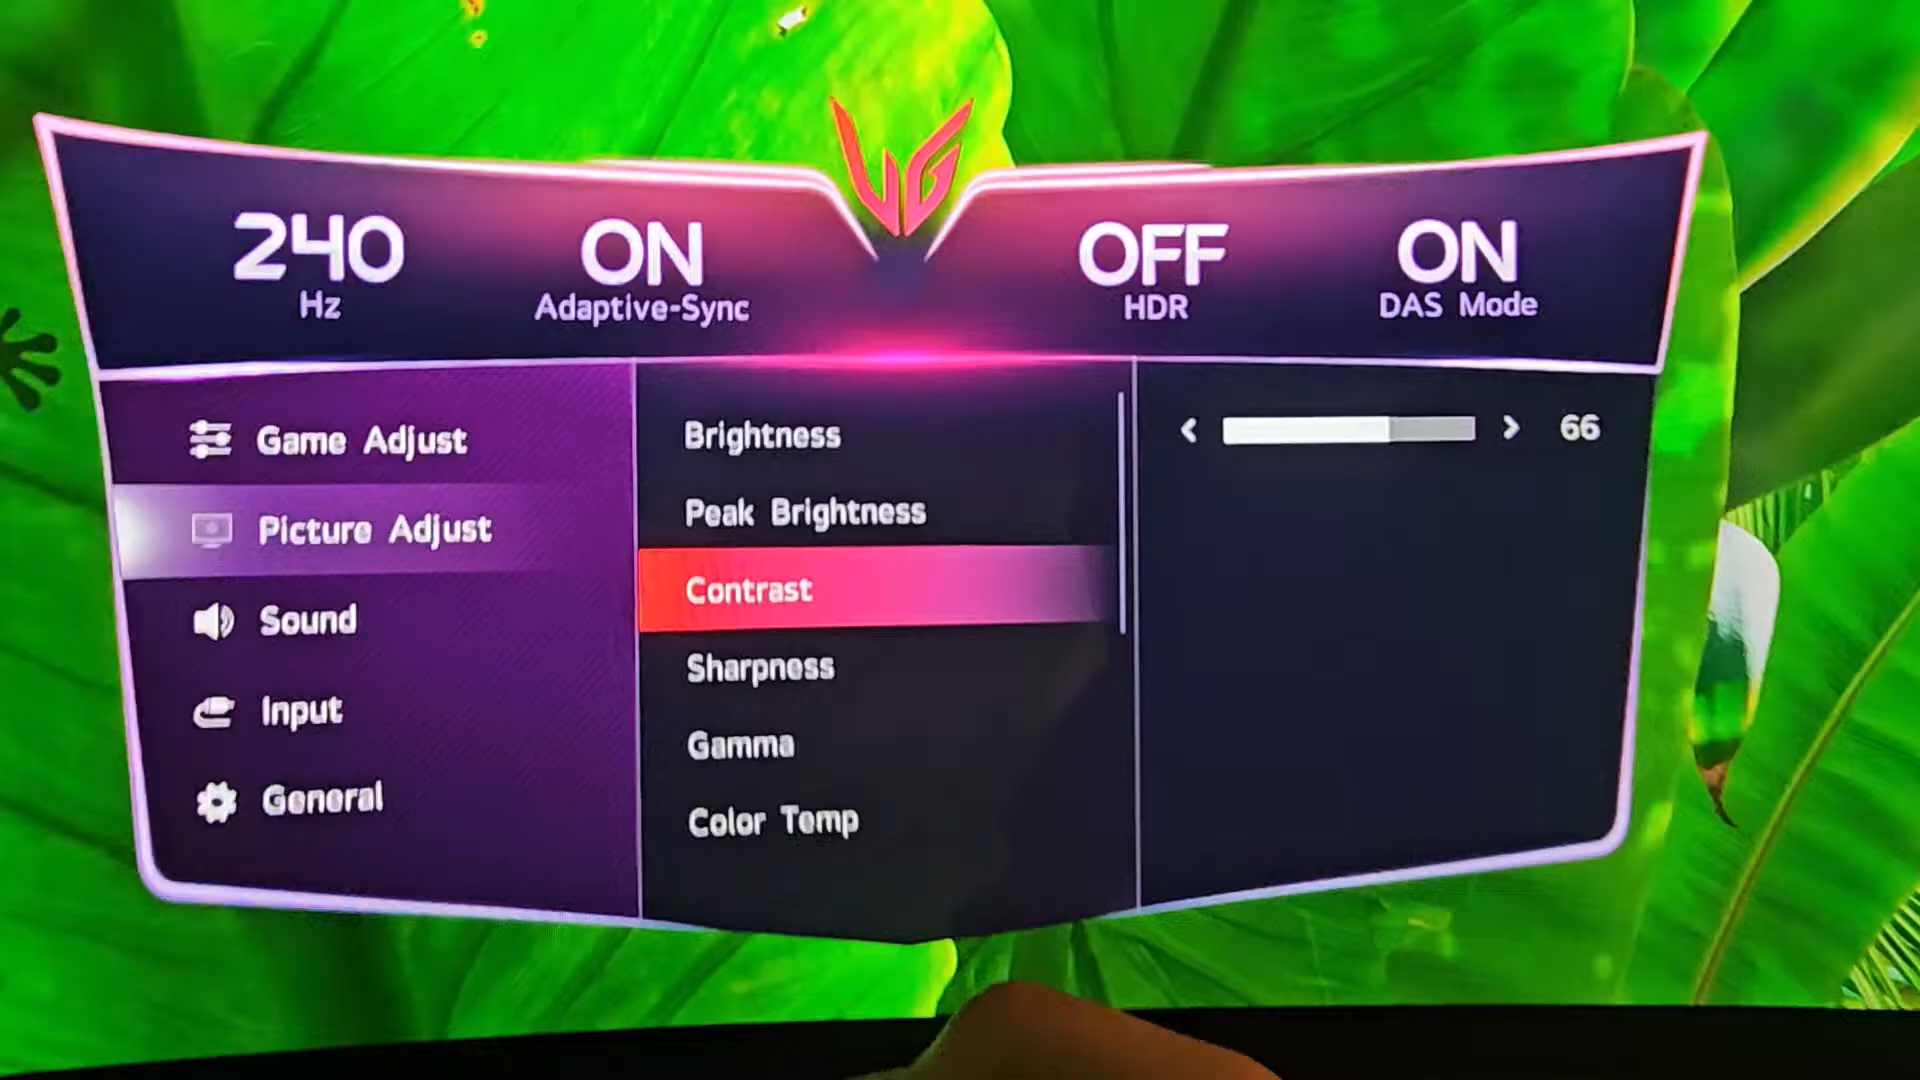 UG
240
Hz
ON
Adaptive-Sync
OFF
HDR
ON
DAS Mode
Game Adjust
Picture Adjust
Sound
Input
General
Brightness
Peak Brightness
Contrast
Sharpness
Gamma
Color Temp
66